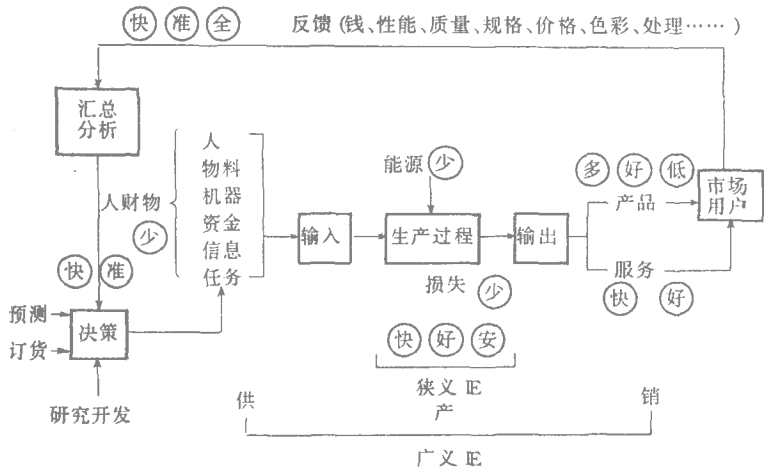 快 准 全 反馈 (钱、性能、质量、规格、价格、色彩、处理……)
汇总
分析
人财物
少
人
物料
机器
资金
信息
任务
输入
能源 少
生产过程
损失 少
输出
多 好 低
产品
服务
快 好
市场
用户
快 准
预测
订货
决策
研究开发
快 好 安
狭义 IE
供
产
销
广义 IE